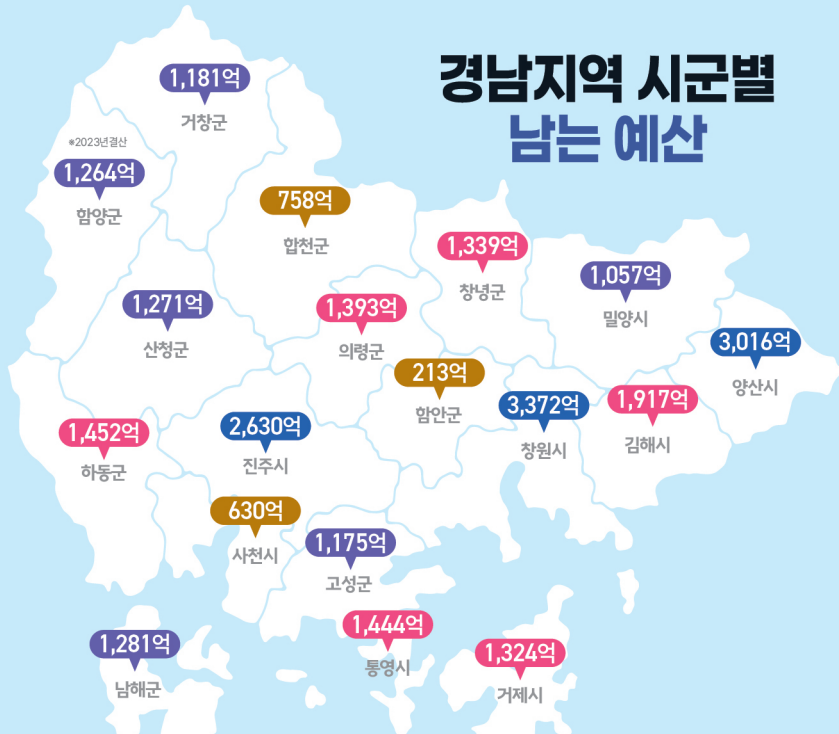 경남지역 시군별
남는 예산
1,181억
거창군
*2023년결산
1,264억
함양군
758억
합천군
1,339억
창녕군
1,057억
밀양시
1,271억
산청군
1,393억
의령군
3,016억
양산시
213억
함안군
3,372억
창원시
1,917억
김해시
1,452억
하동군
2,630억
진주시
630억
사천시
1,175억
고성군
1,281억
남해군
1,444억
통영시
1,324억
거제시